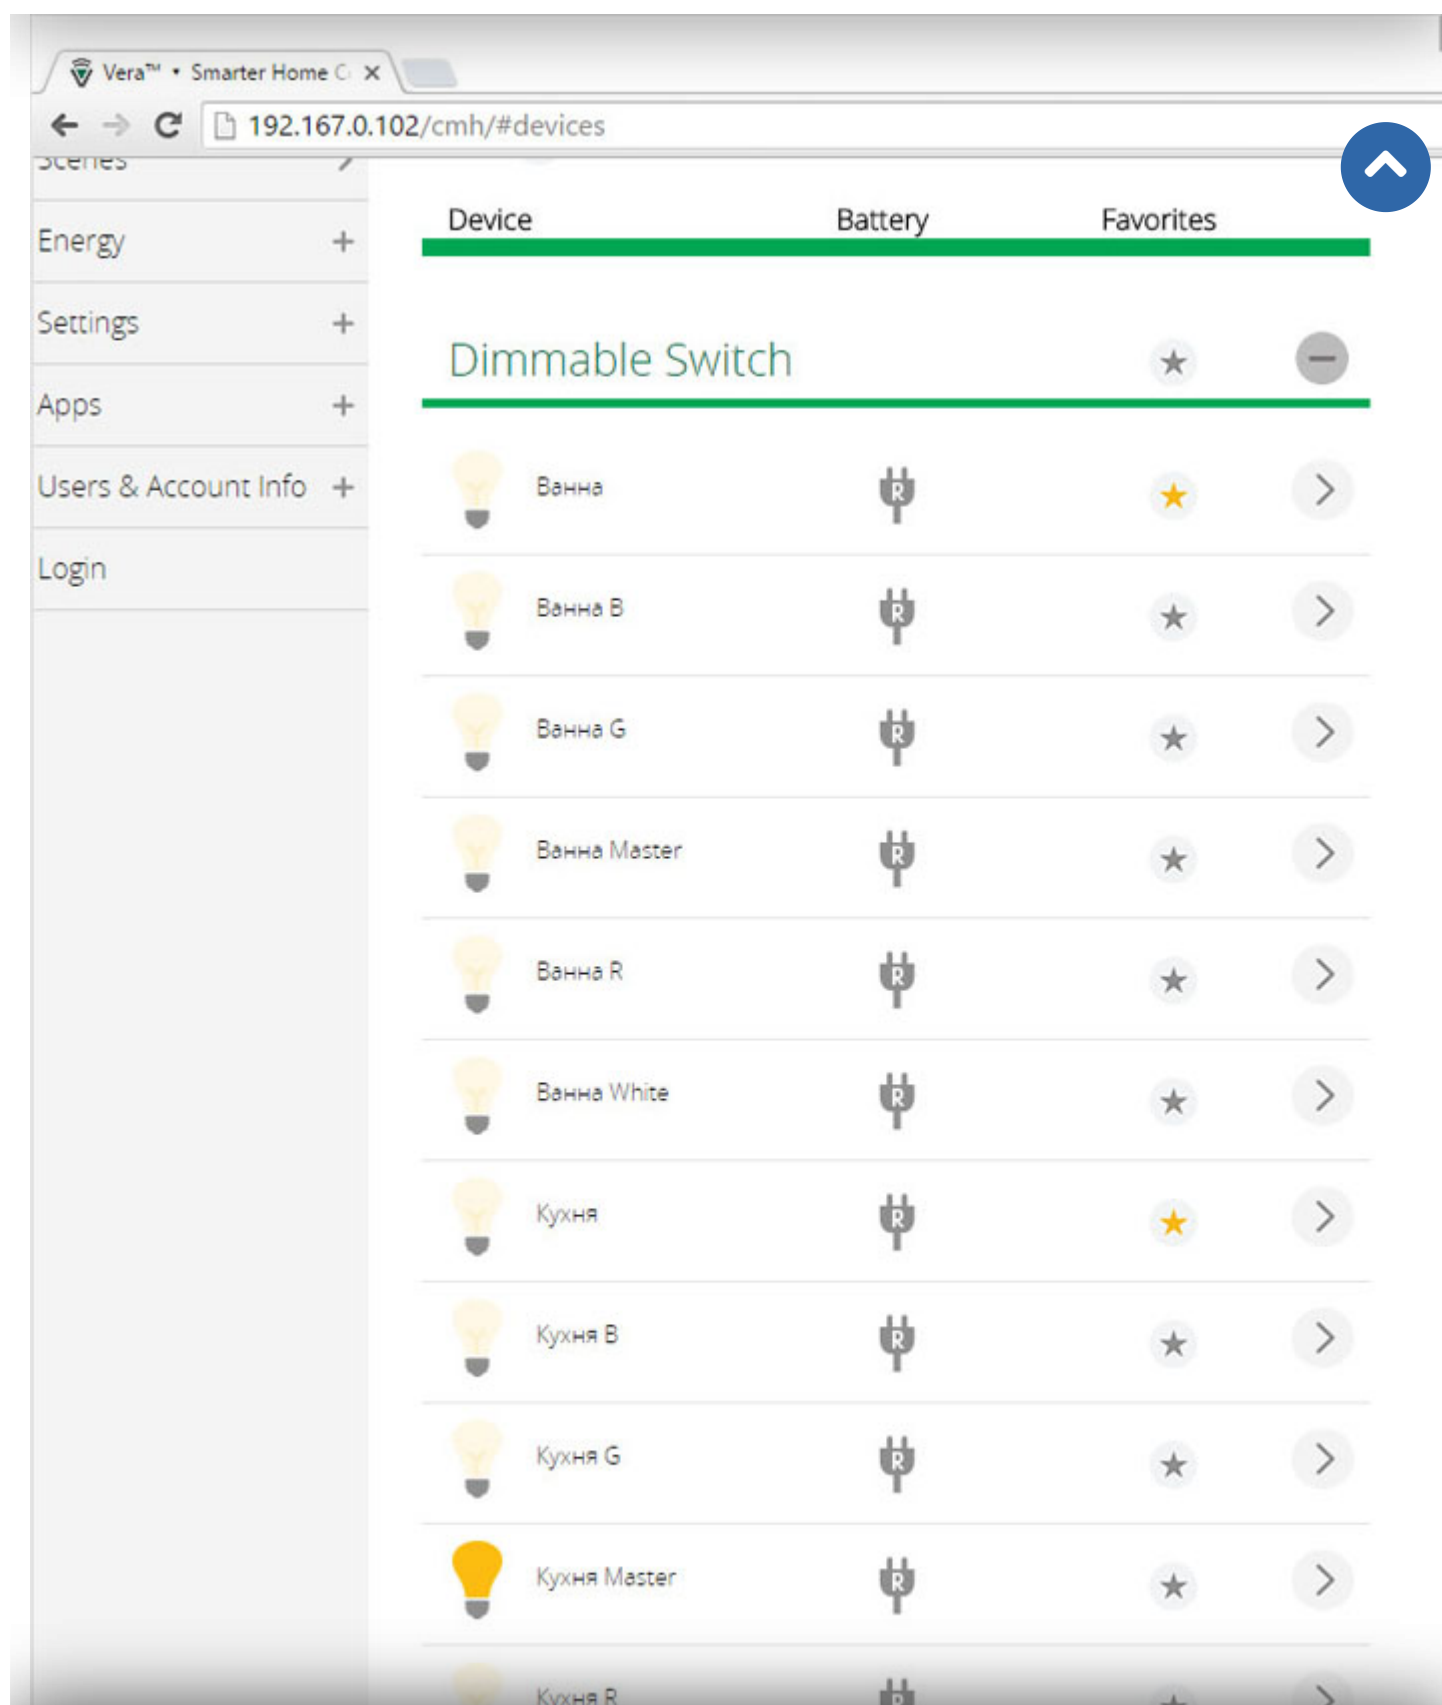 Vera™ • Smarter Home C
192.167.0.102/cmh/#devices
Scenes
Energy
Settings
Apps
Users & Account Info
Login
Device Battery Favorites
Dimmable Switch
Ванна
Ванна B
Ванна G
Ванна Master
Ванна R
Ванна White
Кухня
Кухня B
Кухня G
Кухня Master
Кухня R